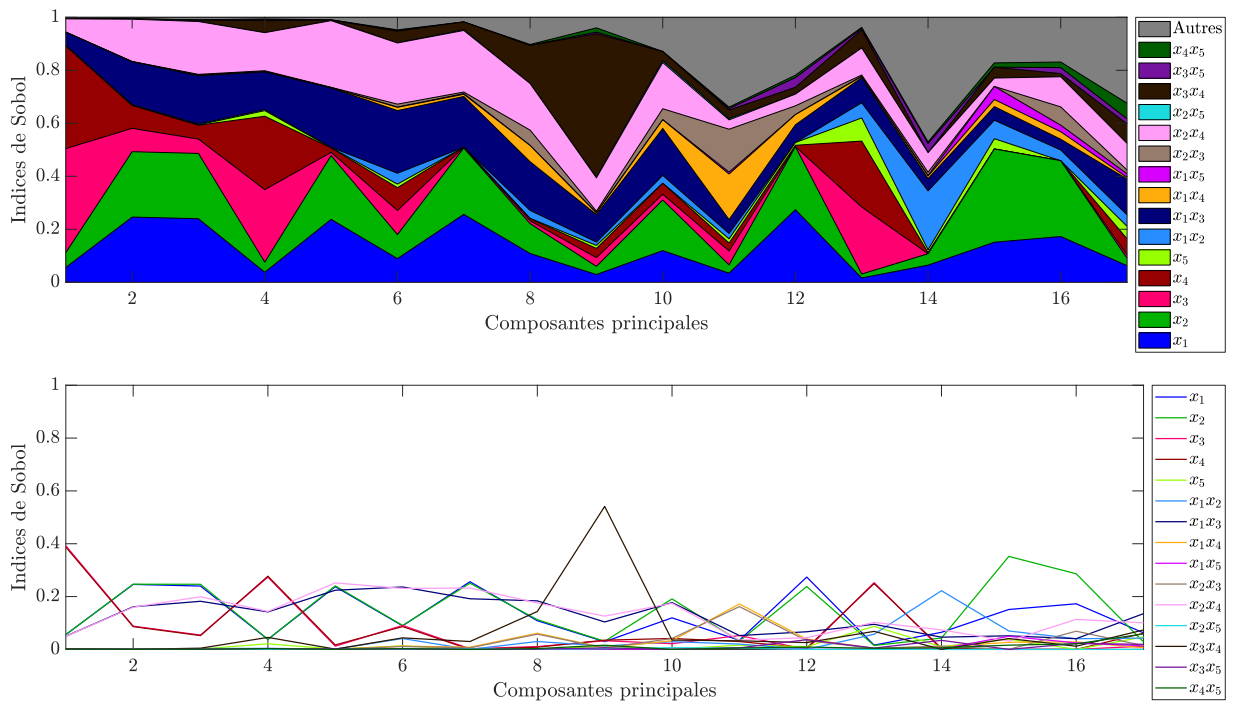 1
0.8
0.6
0.4
0.2
0
Indices de Sobol
2 4 6 8 10 12 14 16
Composantes principales
Autres
x₄x₅
x₃x₅
x₃x₄
x₂x₅
x₂x₄
x₂x₃
x₁x₅
x₁x₄
x₁x₃
x₁x₂
x₅
x₄
x₃
x₂
x₁
1
0.8
0.6
0.4
0.2
0
Indices de Sobol
2 4 6 8 10 12 14 16
Composantes principales
x₁
x₂
x₃
x₄
x₅
x₁x₂
x₁x₃
x₁x₄
x₁x₅
x₂x₃
x₂x₄
x₂x₅
x₃x₄
x₃x₅
x₄x₅